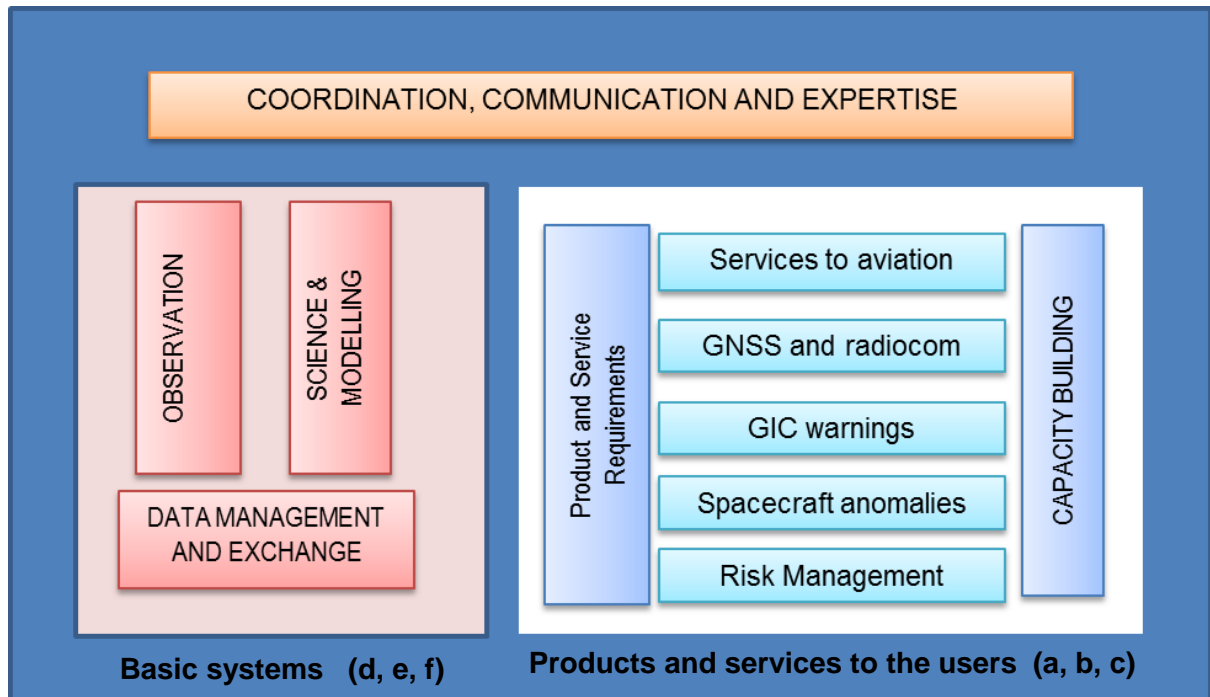 COORDINATION, COMMUNICATION AND EXPERTISE
OBSERVATION
SCIENCE &
MODELLING
DATA MANAGEMENT
AND EXCHANGE
Basic systems (d, e, f)
Product and Service
Requirements
Services to aviation
GNSS and radiocom
GIC warnings
Spacecraft anomalies
Risk Management
CAPACITY BUILDING
Products and services to the users (a, b, c)